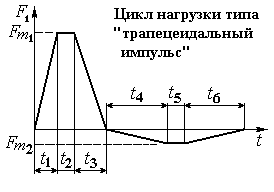 F1
Цикл нагрузки типа
"трапецеидальный
импульс"
Fm1
t4 t5 t6
t
Fm2
t1 t2 t3